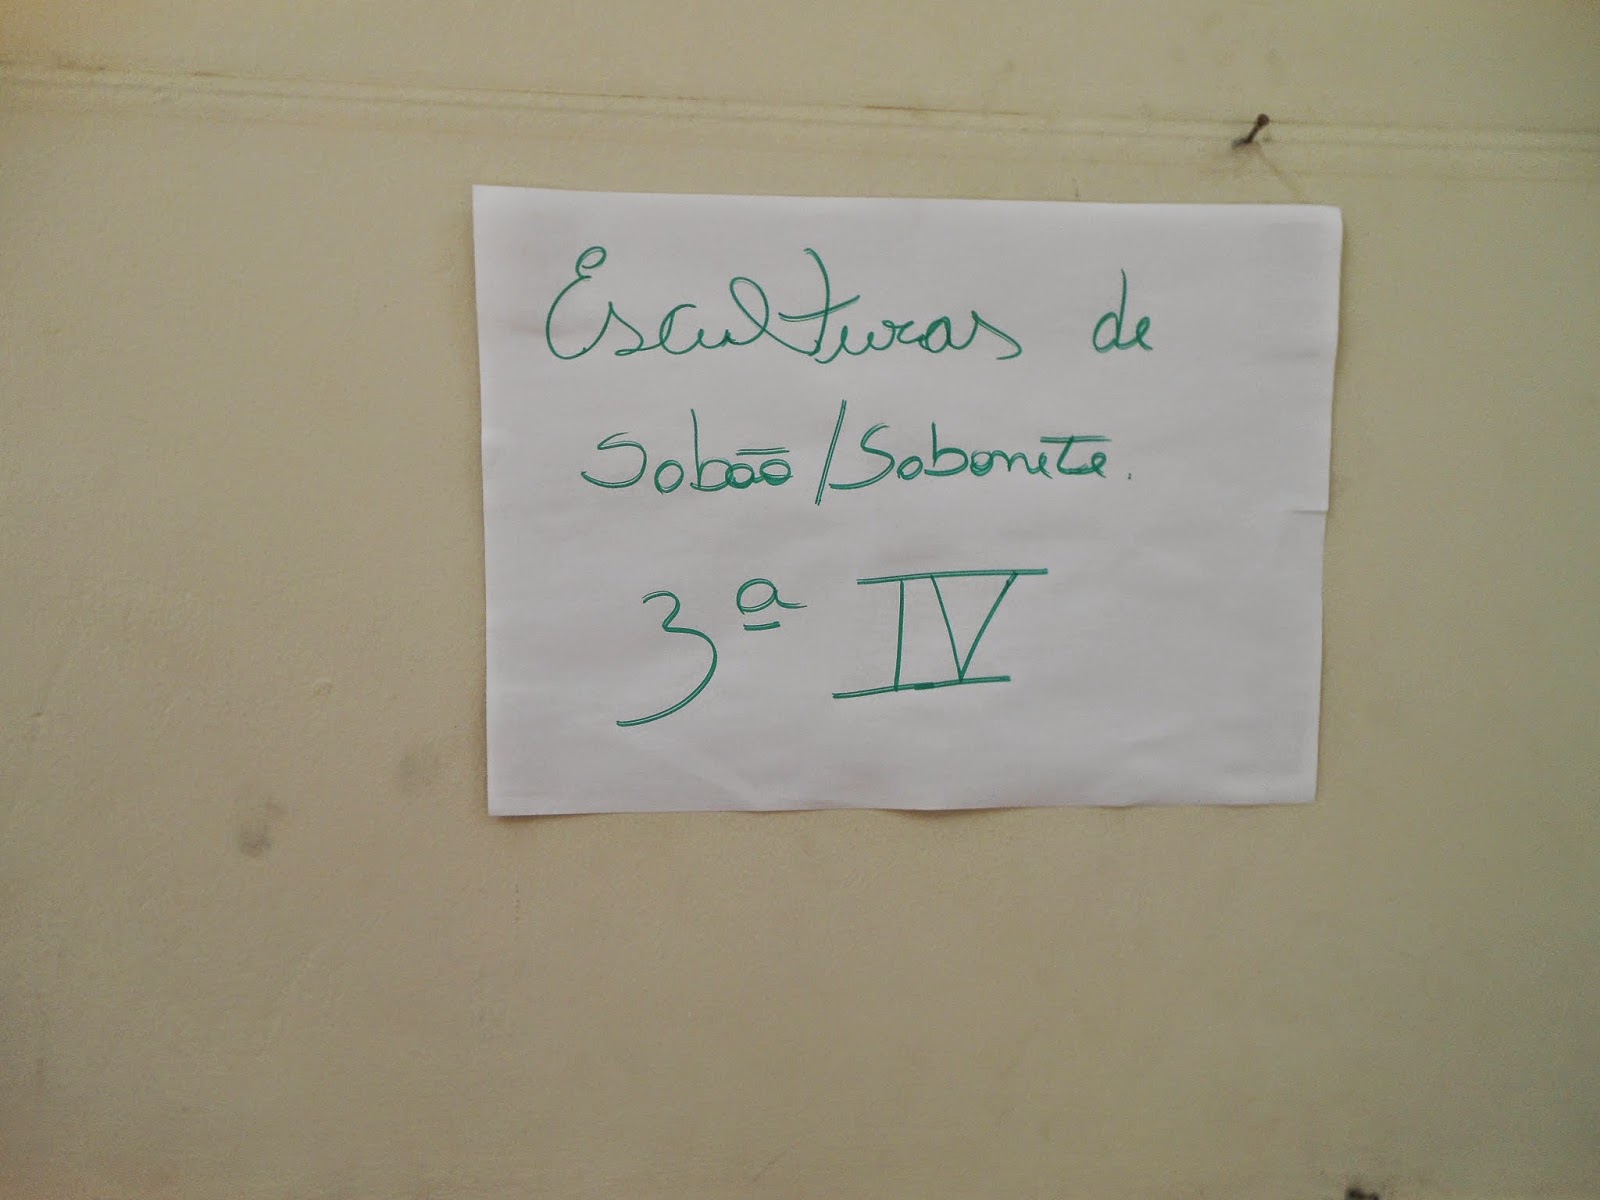 Esculturas de
Sabão/Sabonete.
3ª IV